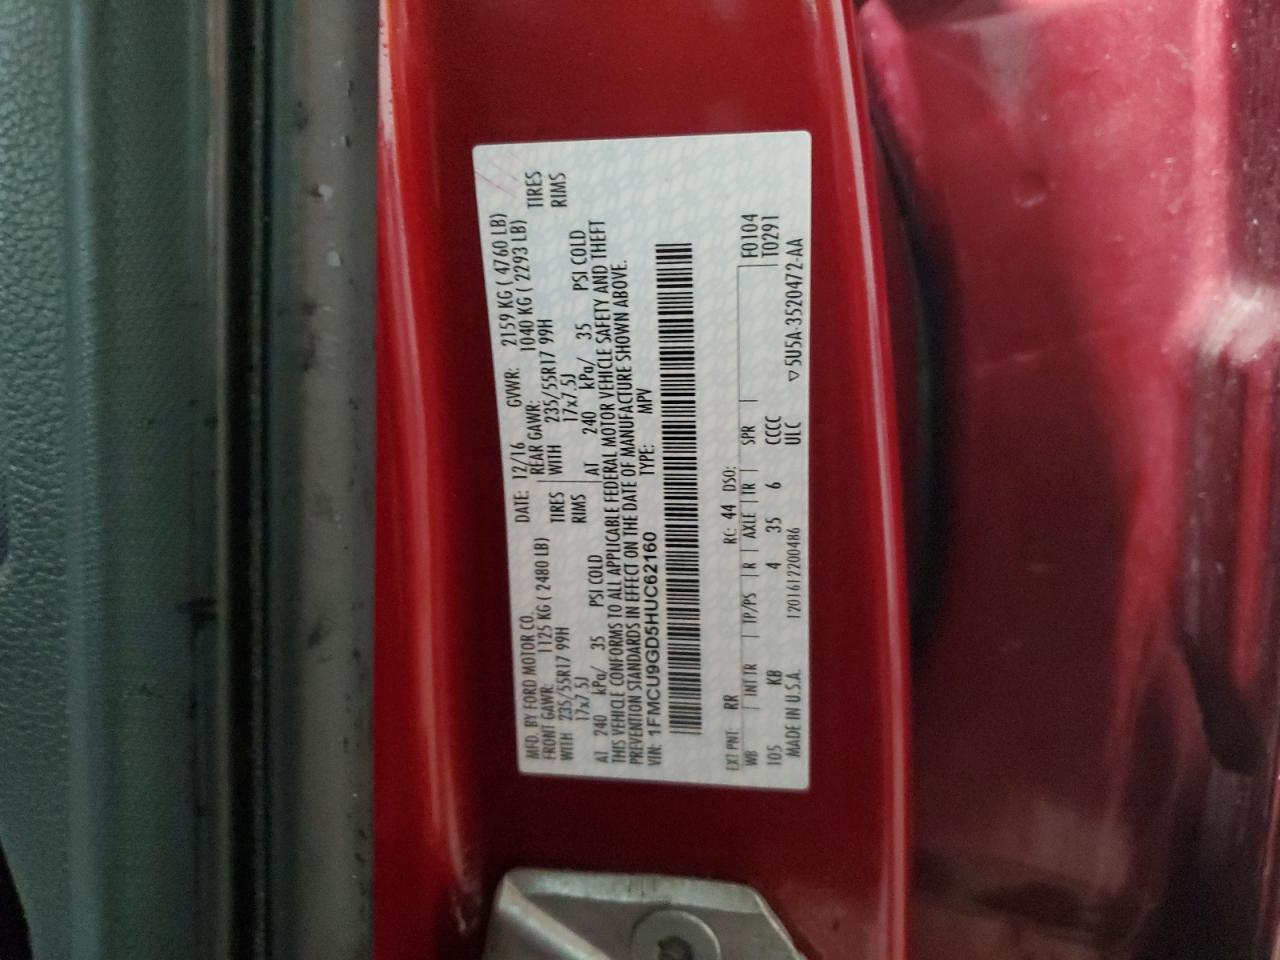 MFD. BY FORD MOTOR CO. DATE: 12/16 GVWR: 2159 KG ( 4760 LB)
FRONT GAWR: 1125 KG ( 2480 LB) REAR GAWR: 1040 KG ( 2293 LB)
WITH 235/55R17 99H TIRES WITH 235/55R17 99H TIRES
17x7.5J RIMS 17x7.5J RIMS
AT 240 kPa/ 35 PSI COLD AT 240 kPa/ 35 PSI COLD
THIS VEHICLE CONFORMS TO ALL APPLICABLE FEDERAL MOTOR VEHICLE SAFETY AND THEFT
PREVENTION STANDARDS IN EFFECT ON THE DATE OF MANUFACTURE SHOWN ABOVE.
VIN: 1FMCU9GD5HUC62160 TYPE: MPV
EXT PNT: RR RC: 44 DSO: F0104
WB | INT TR | TP/PS | R | AXLE | TR | SPR | T0291
105 KB 4 35 6 CCCC
MADE IN U.S.A. 1201612200486 ULC ▽5U5A-3520472-AA